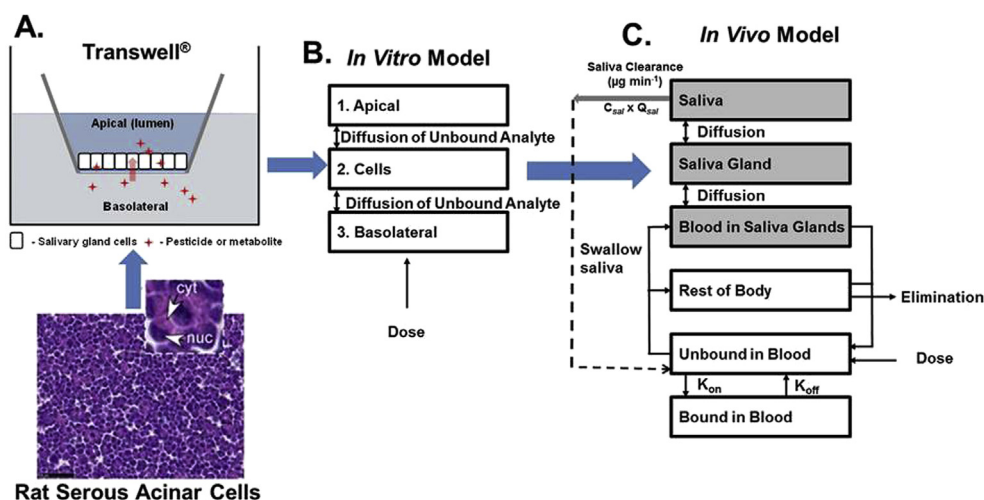 A.
Transwell®
Apical (lumen)
Basolateral
- Salivary gland cells
- Pesticide or metabolite
cyt
nuc
Rat Serous Acinar Cells
B.
In Vitro Model
1. Apical
Diffusion of Unbound Analyte
2. Cells
Diffusion of Unbound Analyte
3. Basolateral
Dose
C.
In Vivo Model
Saliva Clearance
(µg min-1)
Csal x Qsal
Saliva
Diffusion
Saliva Gland
Diffusion
Blood in Saliva Glands
Swallow
saliva
Rest of Body
Elimination
Unbound in Blood
Dose
Kon
Koff
Bound in Blood